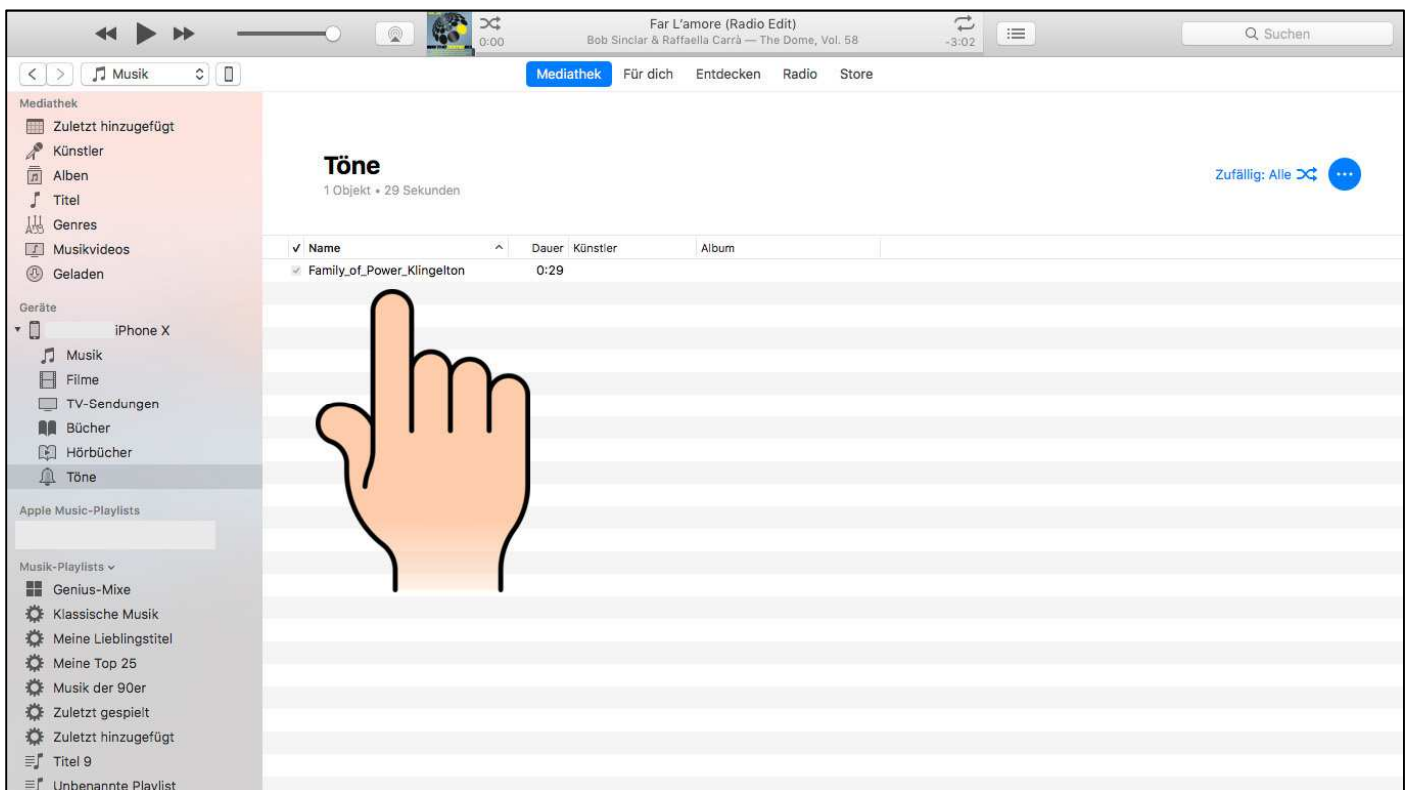 Far L'amore (Radio Edit)
0:00 Bob Sinclar & Raffaella Carrà — The Dome, Vol. 58 -3:02
Suchen
Musik
Mediathek Für dich Entdecken Radio Store
Mediathek
Zuletzt hinzugefügt
Künstler
Alben
Titel
Genres
Musikvideos
Geladen
Geräte
iPhone X
Musik
Filme
TV-Sendungen
Bücher
Hörbücher
Töne
Apple Music-Playlists
Musik-Playlists
Genius-Mixe
Klassische Musik
Meine Lieblingstitel
Meine Top 25
Musik der 90er
Zuletzt gespielt
Zuletzt hinzugefügt
Titel 9
Unbenannte Playlist
Töne
1 Objekt • 29 Sekunden
Zufällig: Alle
✓ Name Dauer Künstler Album
Family_of_Power_Klingelton 0:29